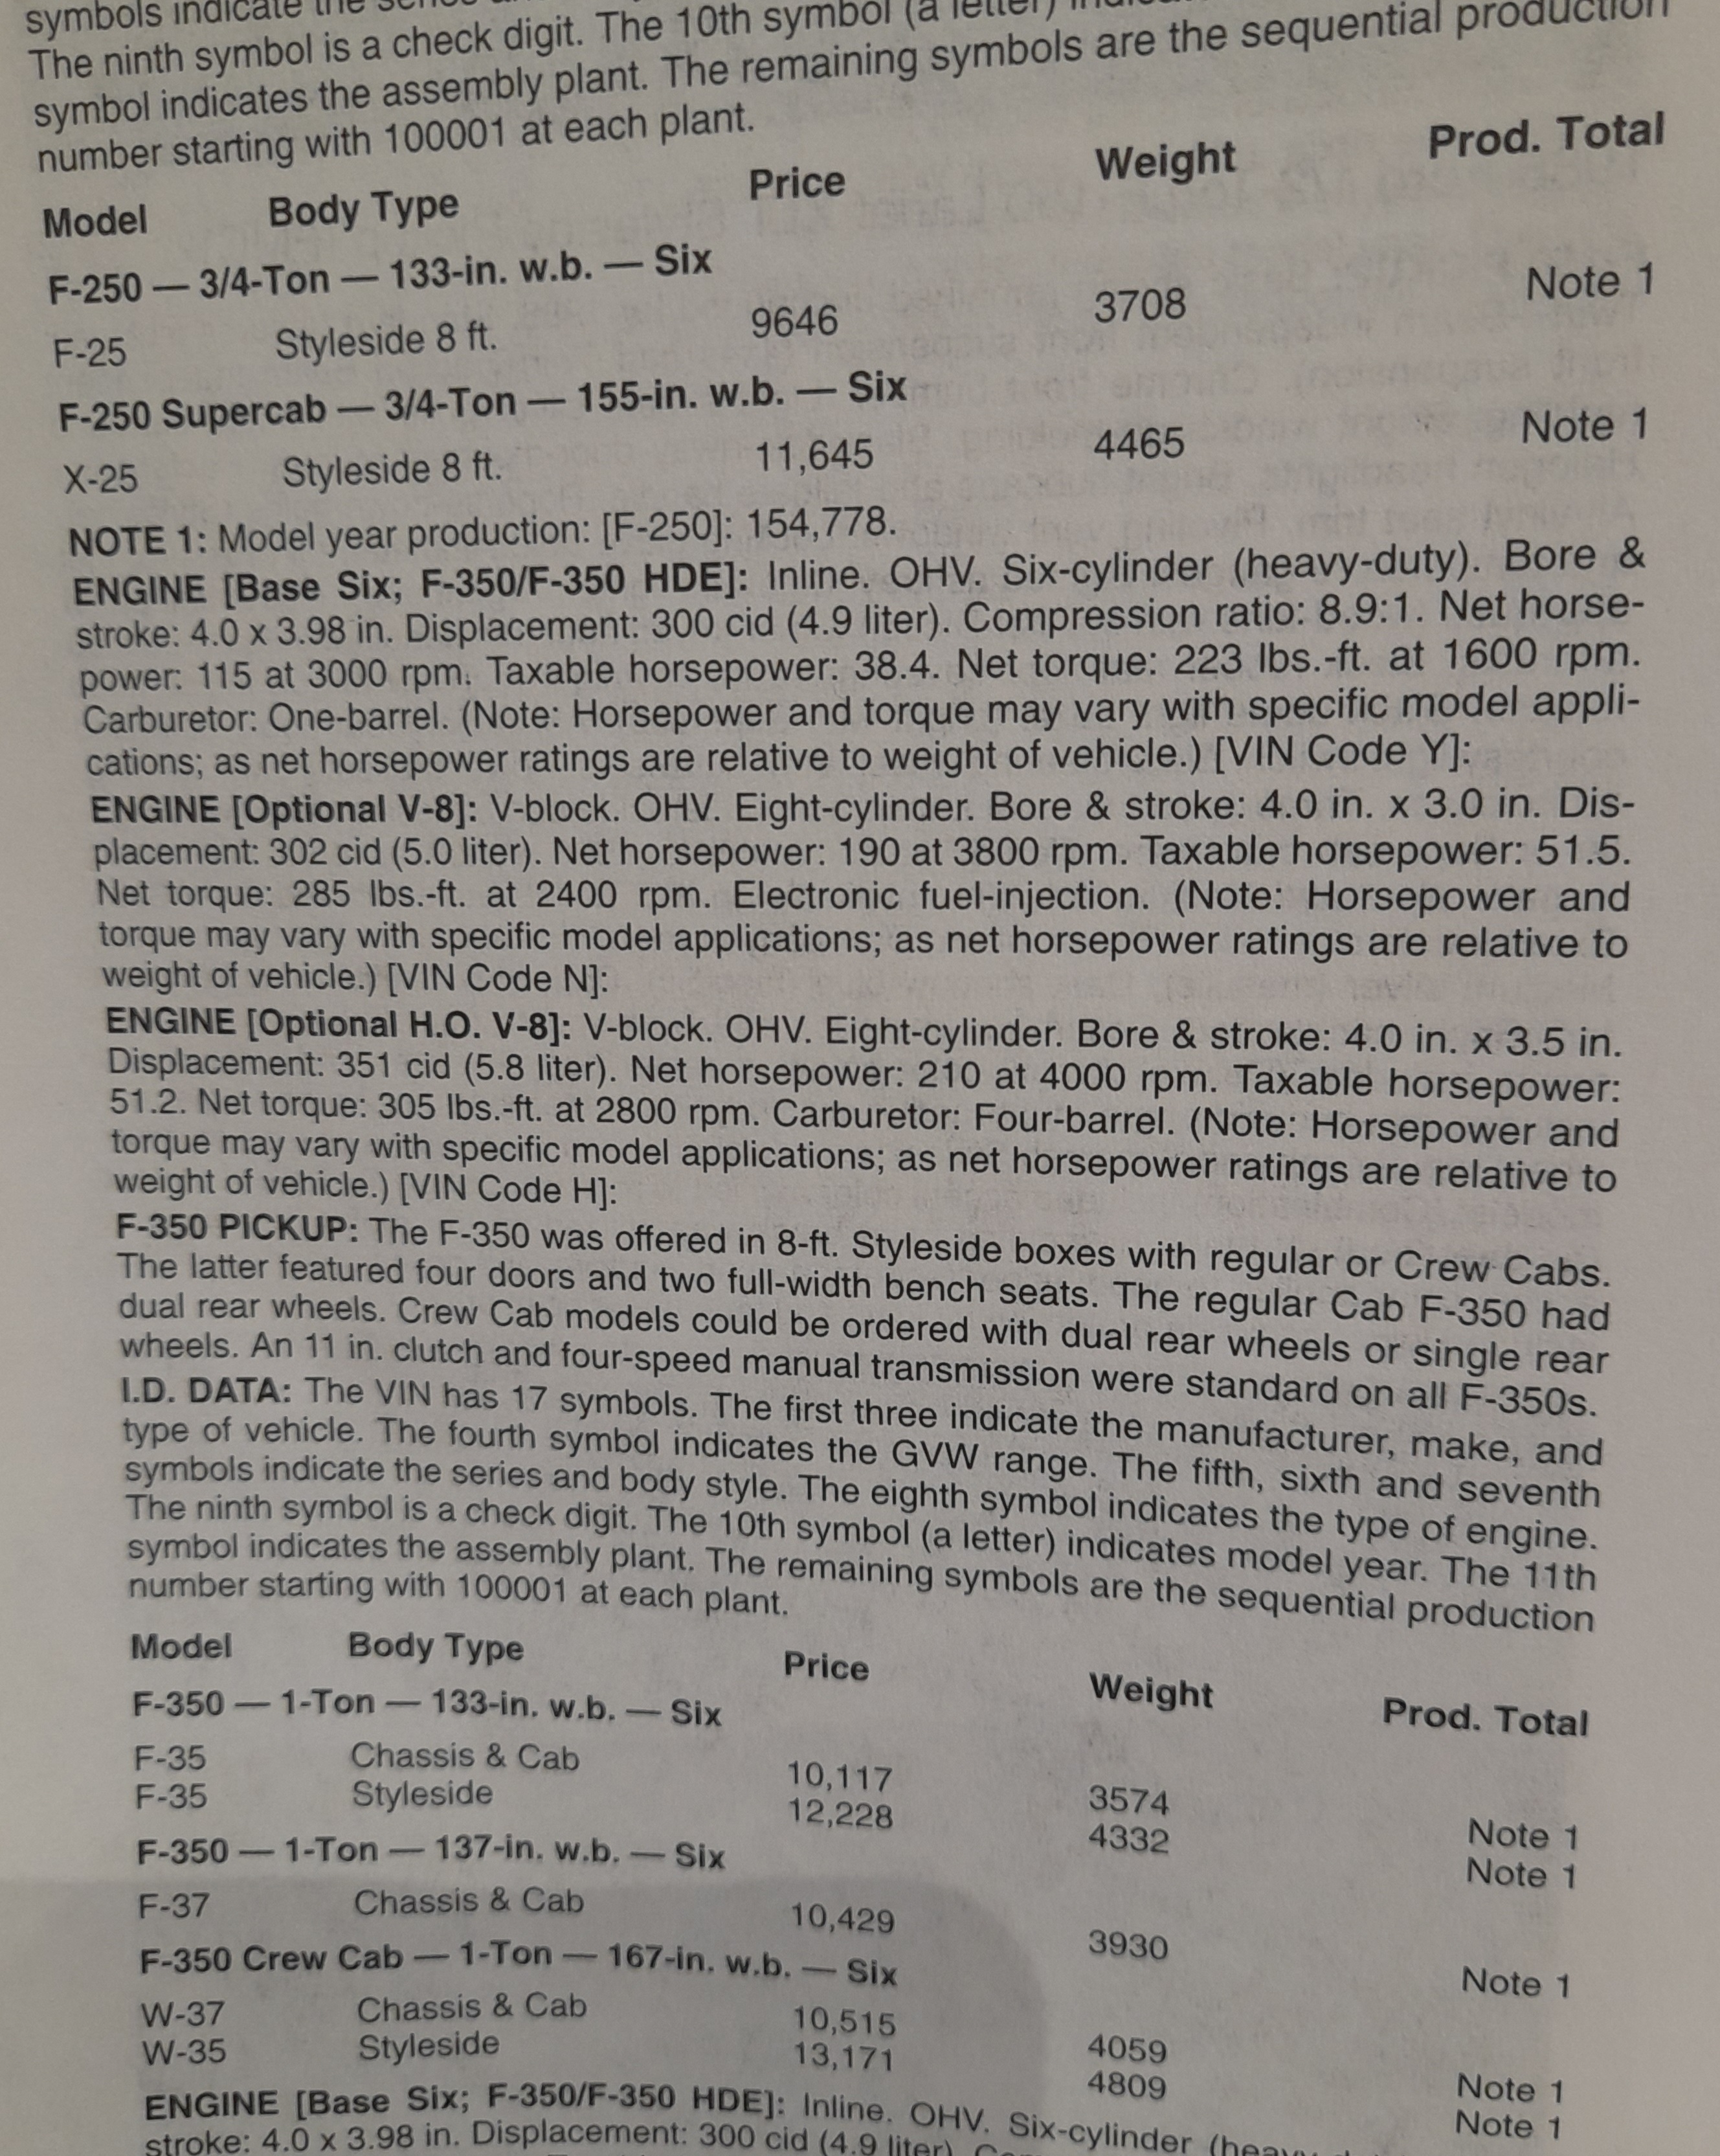 symbols indicate the series
The ninth symbol is a check digit. The 10th symbol (a letter)
symbol indicates the assembly plant. The remaining symbols are the sequential production
number starting with 100001 at each plant.
Model Body Type Price Weight Prod. Total
F-250 — 3/4-Ton — 133-in. w.b. — Six
F-25 Styleside 8 ft. 9646 3708 Note 1
F-250 Supercab — 3/4-Ton — 155-in. w.b. — Six
X-25 Styleside 8 ft. 11,645 4465 Note 1
NOTE 1: Model year production: [F-250]: 154,778.
ENGINE [Base Six; F-350/F-350 HDE]: Inline. OHV. Six-cylinder (heavy-duty). Bore &
stroke: 4.0 x 3.98 in. Displacement: 300 cid (4.9 liter). Compression ratio: 8.9:1. Net horse-
power: 115 at 3000 rpm. Taxable horsepower: 38.4. Net torque: 223 lbs.-ft. at 1600 rpm.
Carburetor: One-barrel. (Note: Horsepower and torque may vary with specific model appli-
cations; as net horsepower ratings are relative to weight of vehicle.) [VIN Code Y]:
ENGINE [Optional V-8]: V-block. OHV. Eight-cylinder. Bore & stroke: 4.0 in. x 3.0 in. Dis-
placement: 302 cid (5.0 liter). Net horsepower: 190 at 3800 rpm. Taxable horsepower: 51.5.
Net torque: 285 lbs.-ft. at 2400 rpm. Electronic fuel-injection. (Note: Horsepower and
torque may vary with specific model applications; as net horsepower ratings are relative to
weight of vehicle.) [VIN Code N]:
ENGINE [Optional H.O. V-8]: V-block. OHV. Eight-cylinder. Bore & stroke: 4.0 in. x 3.5 in.
Displacement: 351 cid (5.8 liter). Net horsepower: 210 at 4000 rpm. Taxable horsepower:
51.2. Net torque: 305 lbs.-ft. at 2800 rpm. Carburetor: Four-barrel. (Note: Horsepower and
torque may vary with specific model applications; as net horsepower ratings are relative to
weight of vehicle.) [VIN Code H]:
F-350 PICKUP: The F-350 was offered in 8-ft. Styleside boxes with regular or Crew Cabs.
The latter featured four doors and two full-width bench seats. The regular Cab F-350 had
dual rear wheels. Crew Cab models could be ordered with dual rear wheels or single rear
wheels. An 11 in. clutch and four-speed manual transmission were standard on all F-350s.
I.D. DATA: The VIN has 17 symbols. The first three indicate the manufacturer, make, and
type of vehicle. The fourth symbol indicates the GVW range. The fifth, sixth and seventh
symbols indicate the series and body style. The eighth symbol indicates the type of engine.
The ninth symbol is a check digit. The 10th symbol (a letter) indicates model year. The 11th
symbol indicates the assembly plant. The remaining symbols are the sequential production
number starting with 100001 at each plant.
Model Body Type Price Weight Prod. Total
F-350 — 1-Ton — 133-in. w.b. — Six
F-35 Chassis & Cab 10,117 3574 Note 1
F-35 Styleside 12,228 4332 Note 1
F-350 — 1-Ton — 137-in. w.b. — Six
F-37 Chassis & Cab 10,429 3930 Note 1
F-350 Crew Cab — 1-Ton — 167-in. w.b. — Six
W-37 Chassis & Cab 10,515 4059 Note 1
W-35 Styleside 13,171 4809 Note 1
ENGINE [Base Six; F-350/F-350 HDE]: Inline. OHV. Six-cylinder
stroke: 4.0 x 3.98 in. Displacement: 300 cid (4.9 liter).